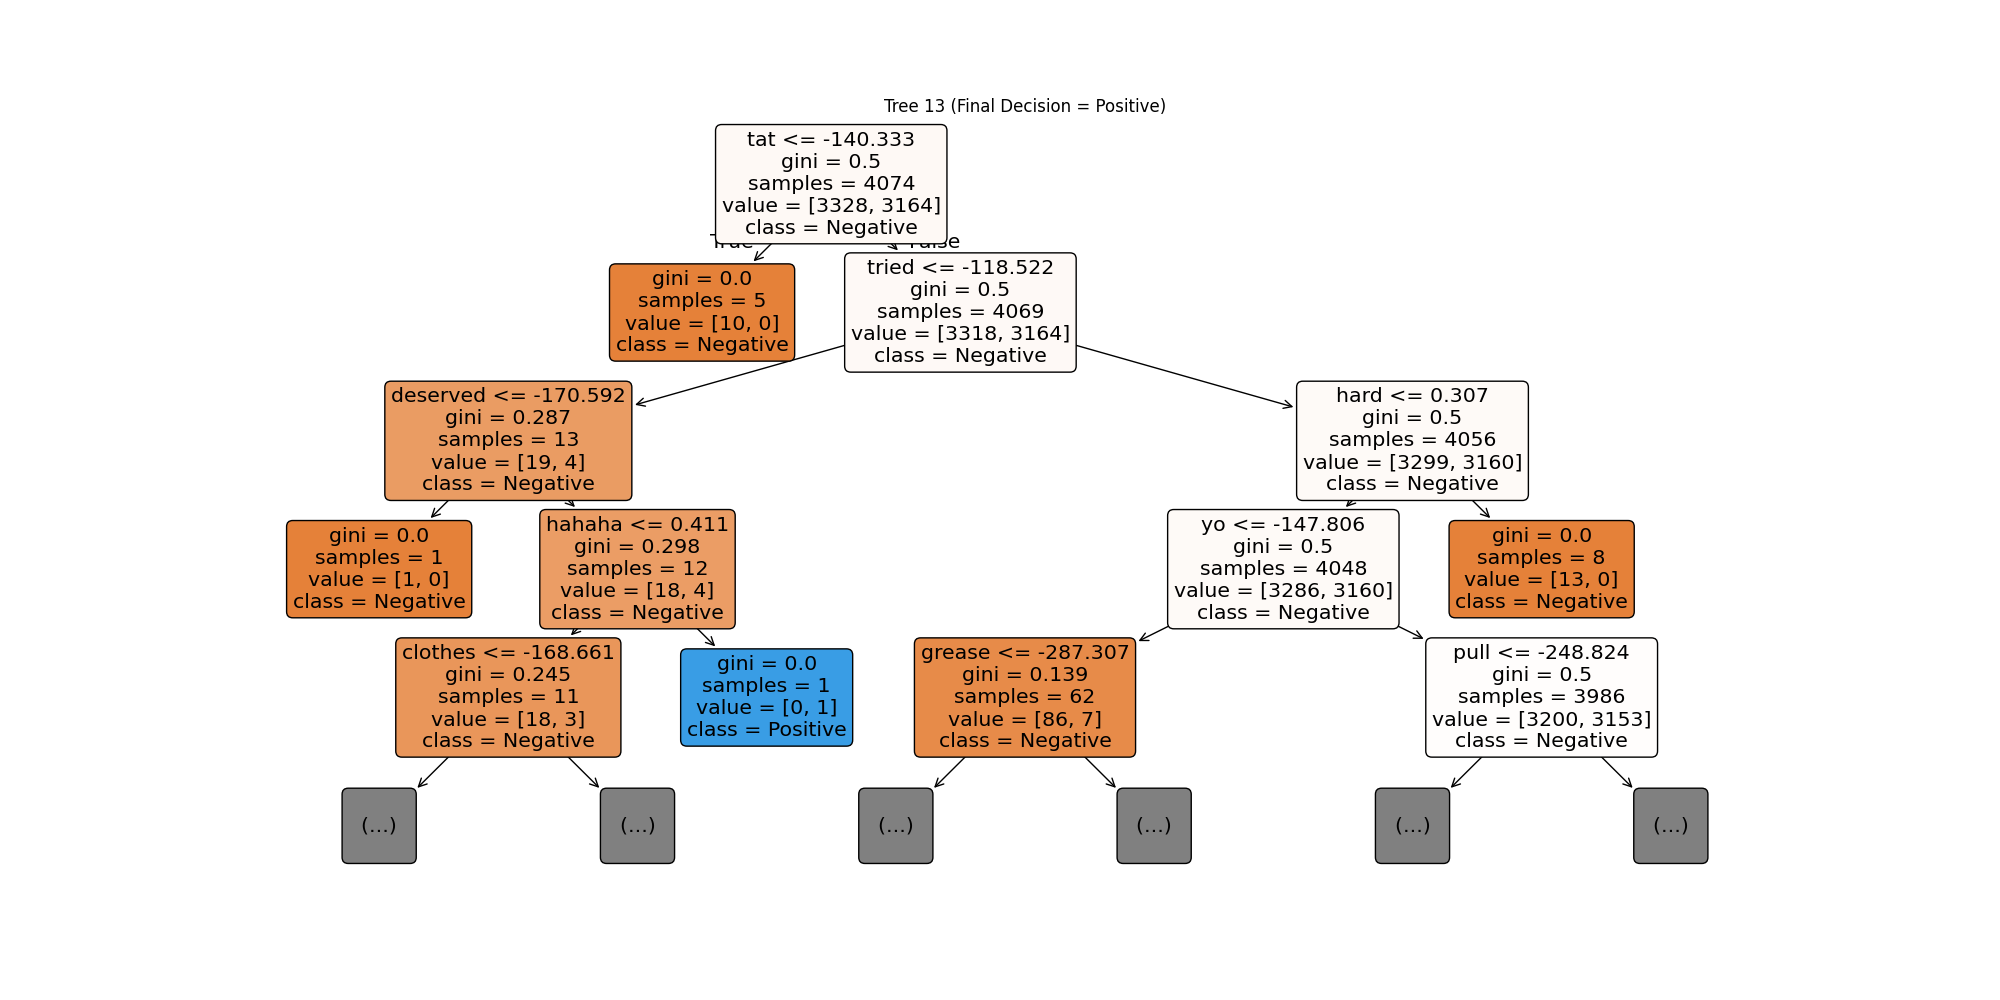 Tree 13 (Final Decision = Positive)
tat <= -140.333
gini = 0.5
samples = 4074
value = [3328, 3164]
class = Negative
True
False
gini = 0.0
samples = 5
value = [10, 0]
class = Negative
tried <= -118.522
gini = 0.5
samples = 4069
value = [3318, 3164]
class = Negative
deserved <= -170.592
gini = 0.287
samples = 13
value = [19, 4]
class = Negative
hard <= 0.307
gini = 0.5
samples = 4056
value = [3299, 3160]
class = Negative
gini = 0.0
samples = 1
value = [1, 0]
class = Negative
hahaha <= 0.411
gini = 0.298
samples = 12
value = [18, 4]
class = Negative
yo <= -147.806
gini = 0.5
samples = 4048
value = [3286, 3160]
class = Negative
gini = 0.0
samples = 8
value = [13, 0]
class = Negative
clothes <= -168.661
gini = 0.245
samples = 11
value = [18, 3]
class = Negative
gini = 0.0
samples = 1
value = [0, 1]
class = Positive
grease <= -287.307
gini = 0.139
samples = 62
value = [86, 7]
class = Negative
pull <= -248.824
gini = 0.5
samples = 3986
value = [3200, 3153]
class = Negative
(...)
(...)
(...)
(...)
(...)
(...)